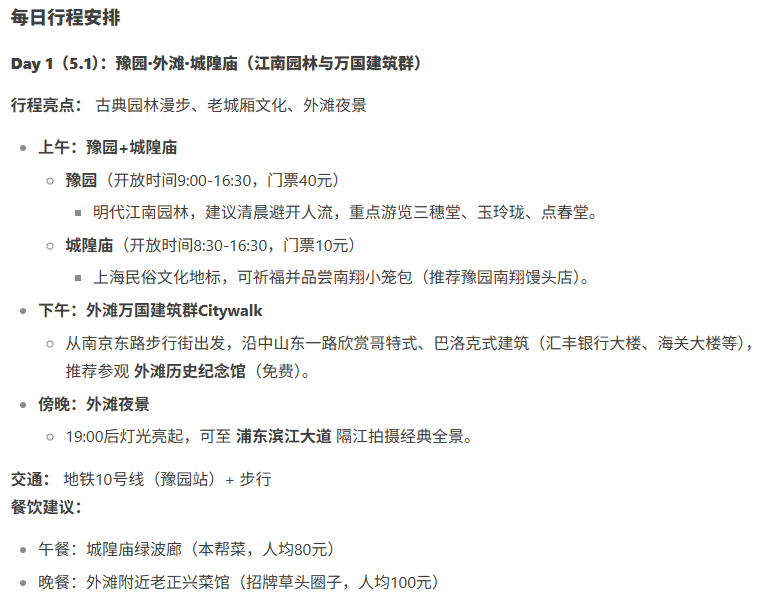 每日行程安排
Day 1（5.1）：豫园·外滩·城隍庙（江南园林与万国建筑群）
行程亮点： 古典园林漫步、老城厢文化、外滩夜景
上午：豫园+城隍庙
豫园（开放时间9:00-16:30，门票40元）
明代江南园林，建议清晨避开人流，重点游览三穗堂、玉玲珑、点春堂。
城隍庙（开放时间8:30-16:30，门票10元）
上海民俗文化地标，可祈福并品尝南翔小笼包（推荐豫园南翔馒头店）。
下午：外滩万国建筑群Citywalk
从南京东路步行街出发，沿中山东一路欣赏哥特式、巴洛克式建筑（汇丰银行大楼、海关大楼等），
推荐参观 外滩历史纪念馆（免费）。
傍晚：外滩夜景
19:00后灯光亮起，可至 浦东滨江大道 隔江拍摄经典全景。
交通： 地铁10号线（豫园站）+ 步行
餐饮建议：
午餐：城隍庙绿波廊（本帮菜，人均80元）
晚餐：外滩附近老正兴菜馆（招牌草头圈子，人均100元）